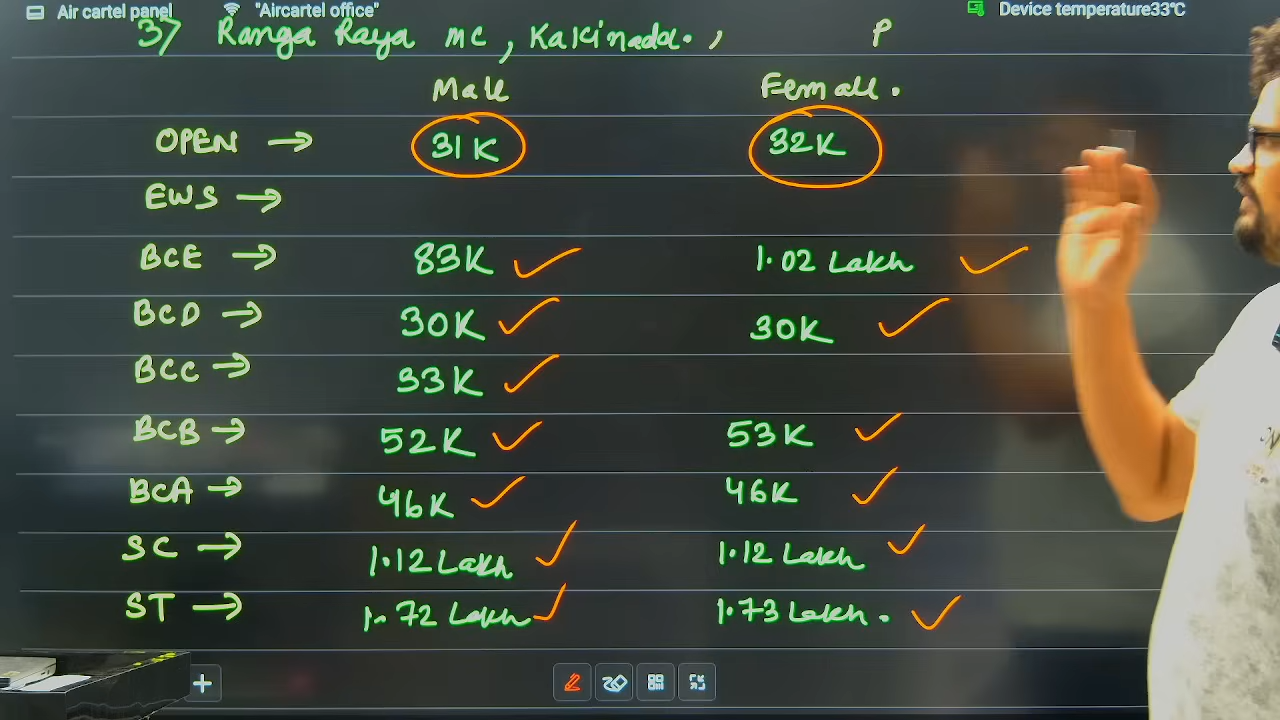 Air cartel panel "Aircartel office" Device temperature33℃
37 Ranga Raya MC, Kakinada. , P
Male Female.
OPEN → 31K 32K
EWS →
BCE → 83K 1.02 Lakh
BCD → 30K 30K
BCC → 33K
BCB → 52K 53K
BCA → 46K 46K
SC → 1.12 Lakh 1.12 Lakh
ST → 1.72 Lakh 1.73 Lakh.